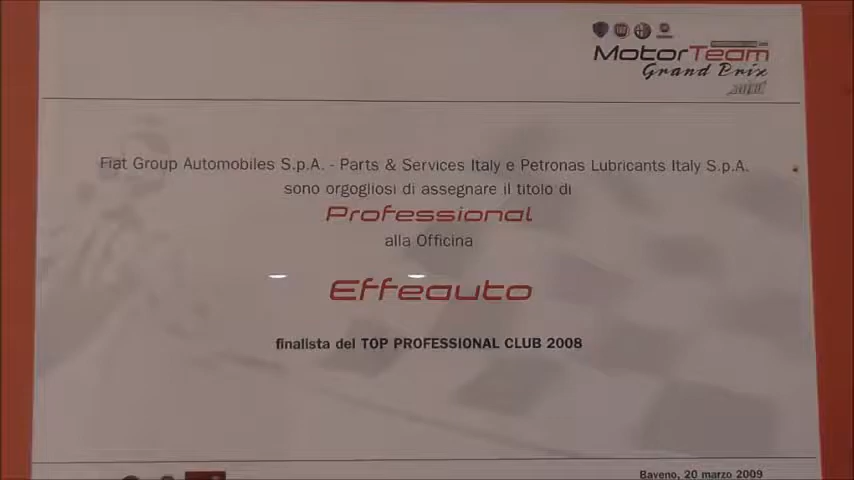 MotorTeam
Grand Prix
Fiat Group Automobiles S.p.A. - Parts & Services Italy e Petronas Lubricants Italy S.p.A.
sono orgogliosi di assegnare il titolo di
Professional
alla Officina
Effeauto
finalista del TOP PROFESSIONAL CLUB 2008
Baveno, 20 marzo 2009